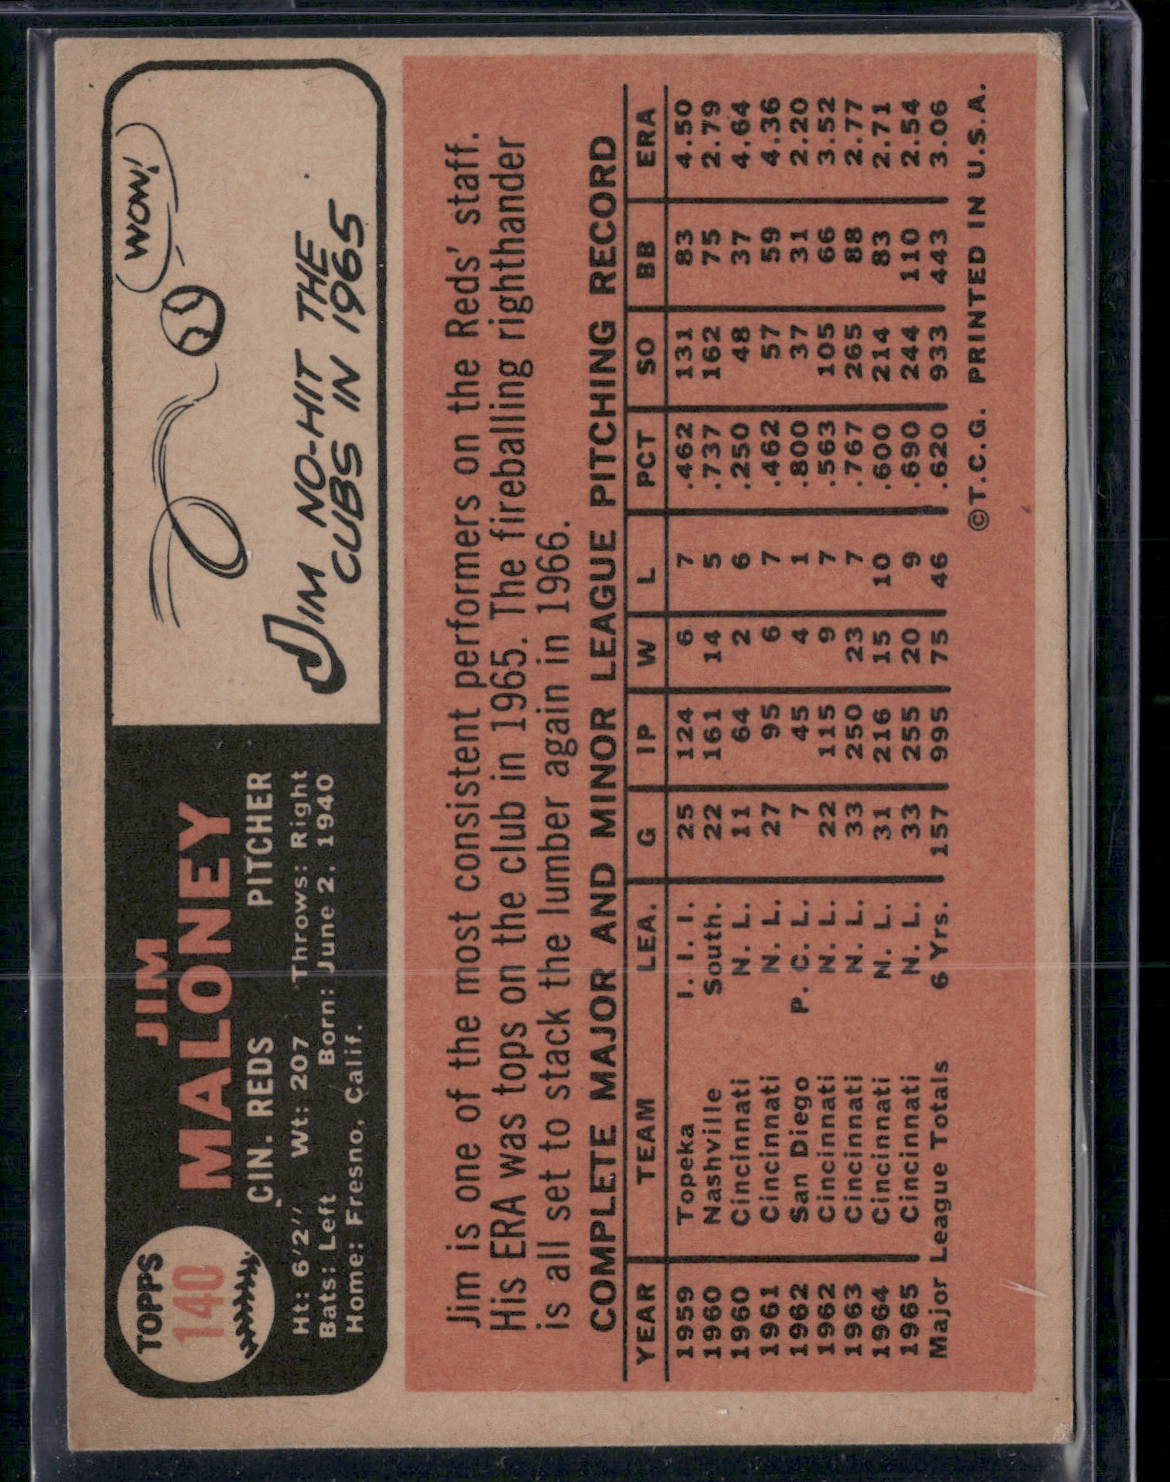 TOPPS
140
JIM
MALONEY
CIN. REDS PITCHER
Ht: 6'2" Wt: 207 Throws: Right
Bats: Left Born: June 2, 1940
Home: Fresno, Calif.
WOW!
JIM NO-HIT THE
CUBS IN 1965
Jim is one of the most consistent performers on the Reds' staff.
His ERA was tops on the club in 1965. The fireballing righthander
is all set to stack the lumber again in 1966.
COMPLETE MAJOR AND MINOR LEAGUE PITCHING RECORD
YEAR TEAM LEA. G IP W L PCT SO BB ERA
1959 Topeka I. I. I. 25 124 6 7 .462 131 83 4.50
1960 Nashville South. 22 161 14 5 .737 162 75 2.79
1960 Cincinnati N. L. 11 64 2 6 .250 48 37 4.64
1961 Cincinnati N. L. 27 95 6 7 .462 57 59 4.36
1962 San Diego P. C. L. 7 45 4 1 .800 37 31 2.20
1962 Cincinnati N. L. 22 115 9 7 .563 105 66 3.52
1963 Cincinnati N. L. 33 250 23 7 .767 265 88 2.77
1964 Cincinnati N. L. 31 216 15 10 .600 214 83 2.71
1965 Cincinnati N. L. 33 255 20 9 .690 244 110 2.54
Major League Totals 6 Yrs. 157 995 75 46 .620 933 443 3.06
©T.C.G. PRINTED IN U.S.A.